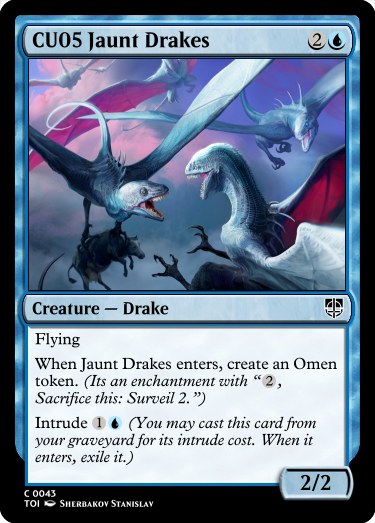 CU05 Jaunt Drakes 2
Creature — Drake
Flying
When Jaunt Drakes enters, create an Omen
token. (Its an enchantment with “2,
Sacrifice this: Surveil 2.”)
Intrude 1 (You may cast this card from
your graveyard for its intrude cost. When it
enters, exile it.)
2/2
C 0043
TOI Sherbakov Stanislav